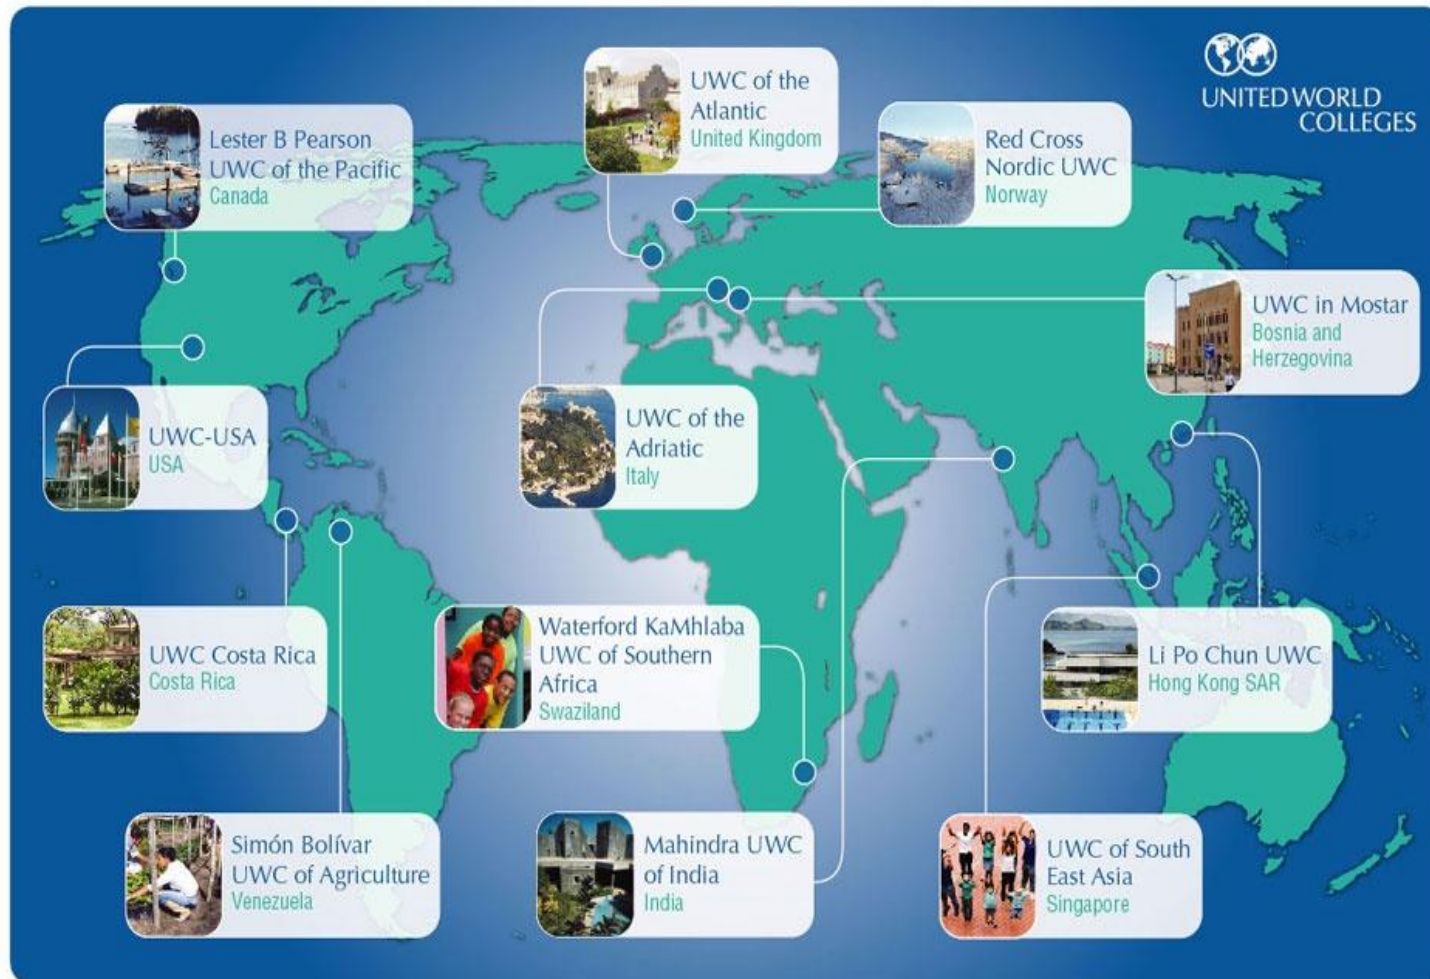 UNITED WORLD
COLLEGES
UWC of the
Atlantic
United Kingdom
Lester B Pearson
UWC of the Pacific
Canada
Red Cross
Nordic UWC
Norway
UWC in Mostar
Bosnia and
Herzegovina
UWC-USA
USA
UWC of the
Adriatic
Italy
UWC Costa Rica
Costa Rica
Waterford KaMhlaba
UWC of Southern
Africa
Swaziland
Li Po Chun UWC
Hong Kong SAR
Simón Bolívar
UWC of Agriculture
Venezuela
Mahindra UWC
of India
India
UWC of South
East Asia
Singapore